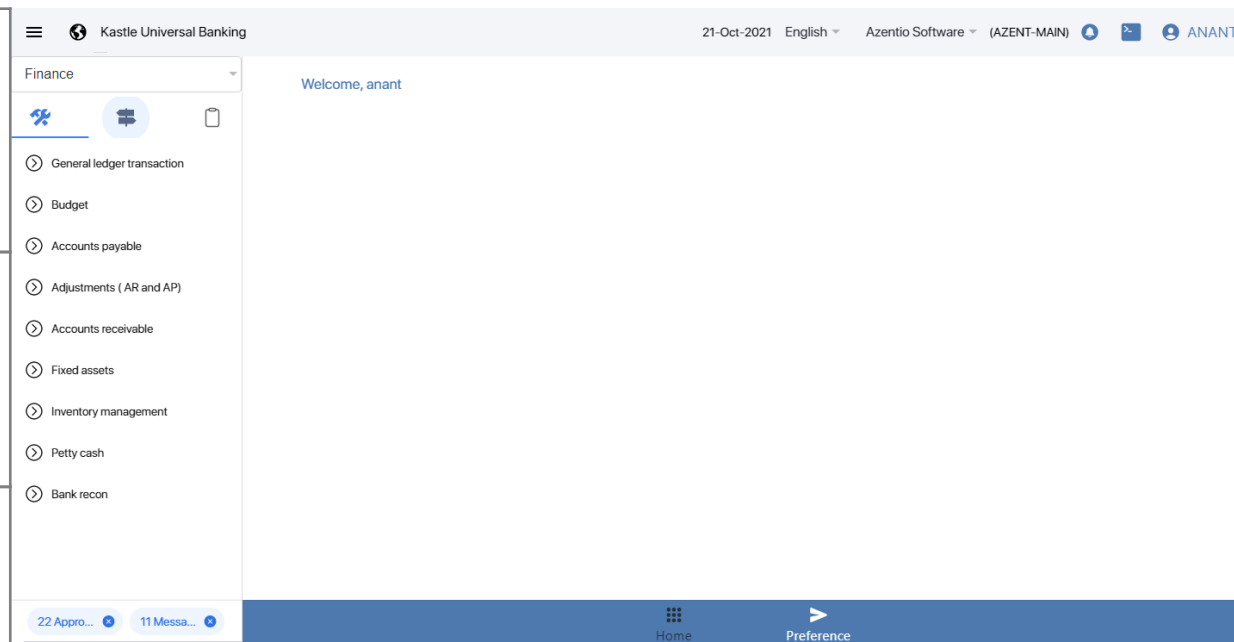 Kastle Universal Banking
21-Oct-2021 English Azentio Software (AZENT-MAIN) ANANT
Finance
Welcome, anant
General ledger transaction
Budget
Accounts payable
Adjustments ( AR and AP)
Accounts receivable
Fixed assets
Inventory management
Petty cash
Bank recon
22 Appro... 11 Messa...
Home Preference